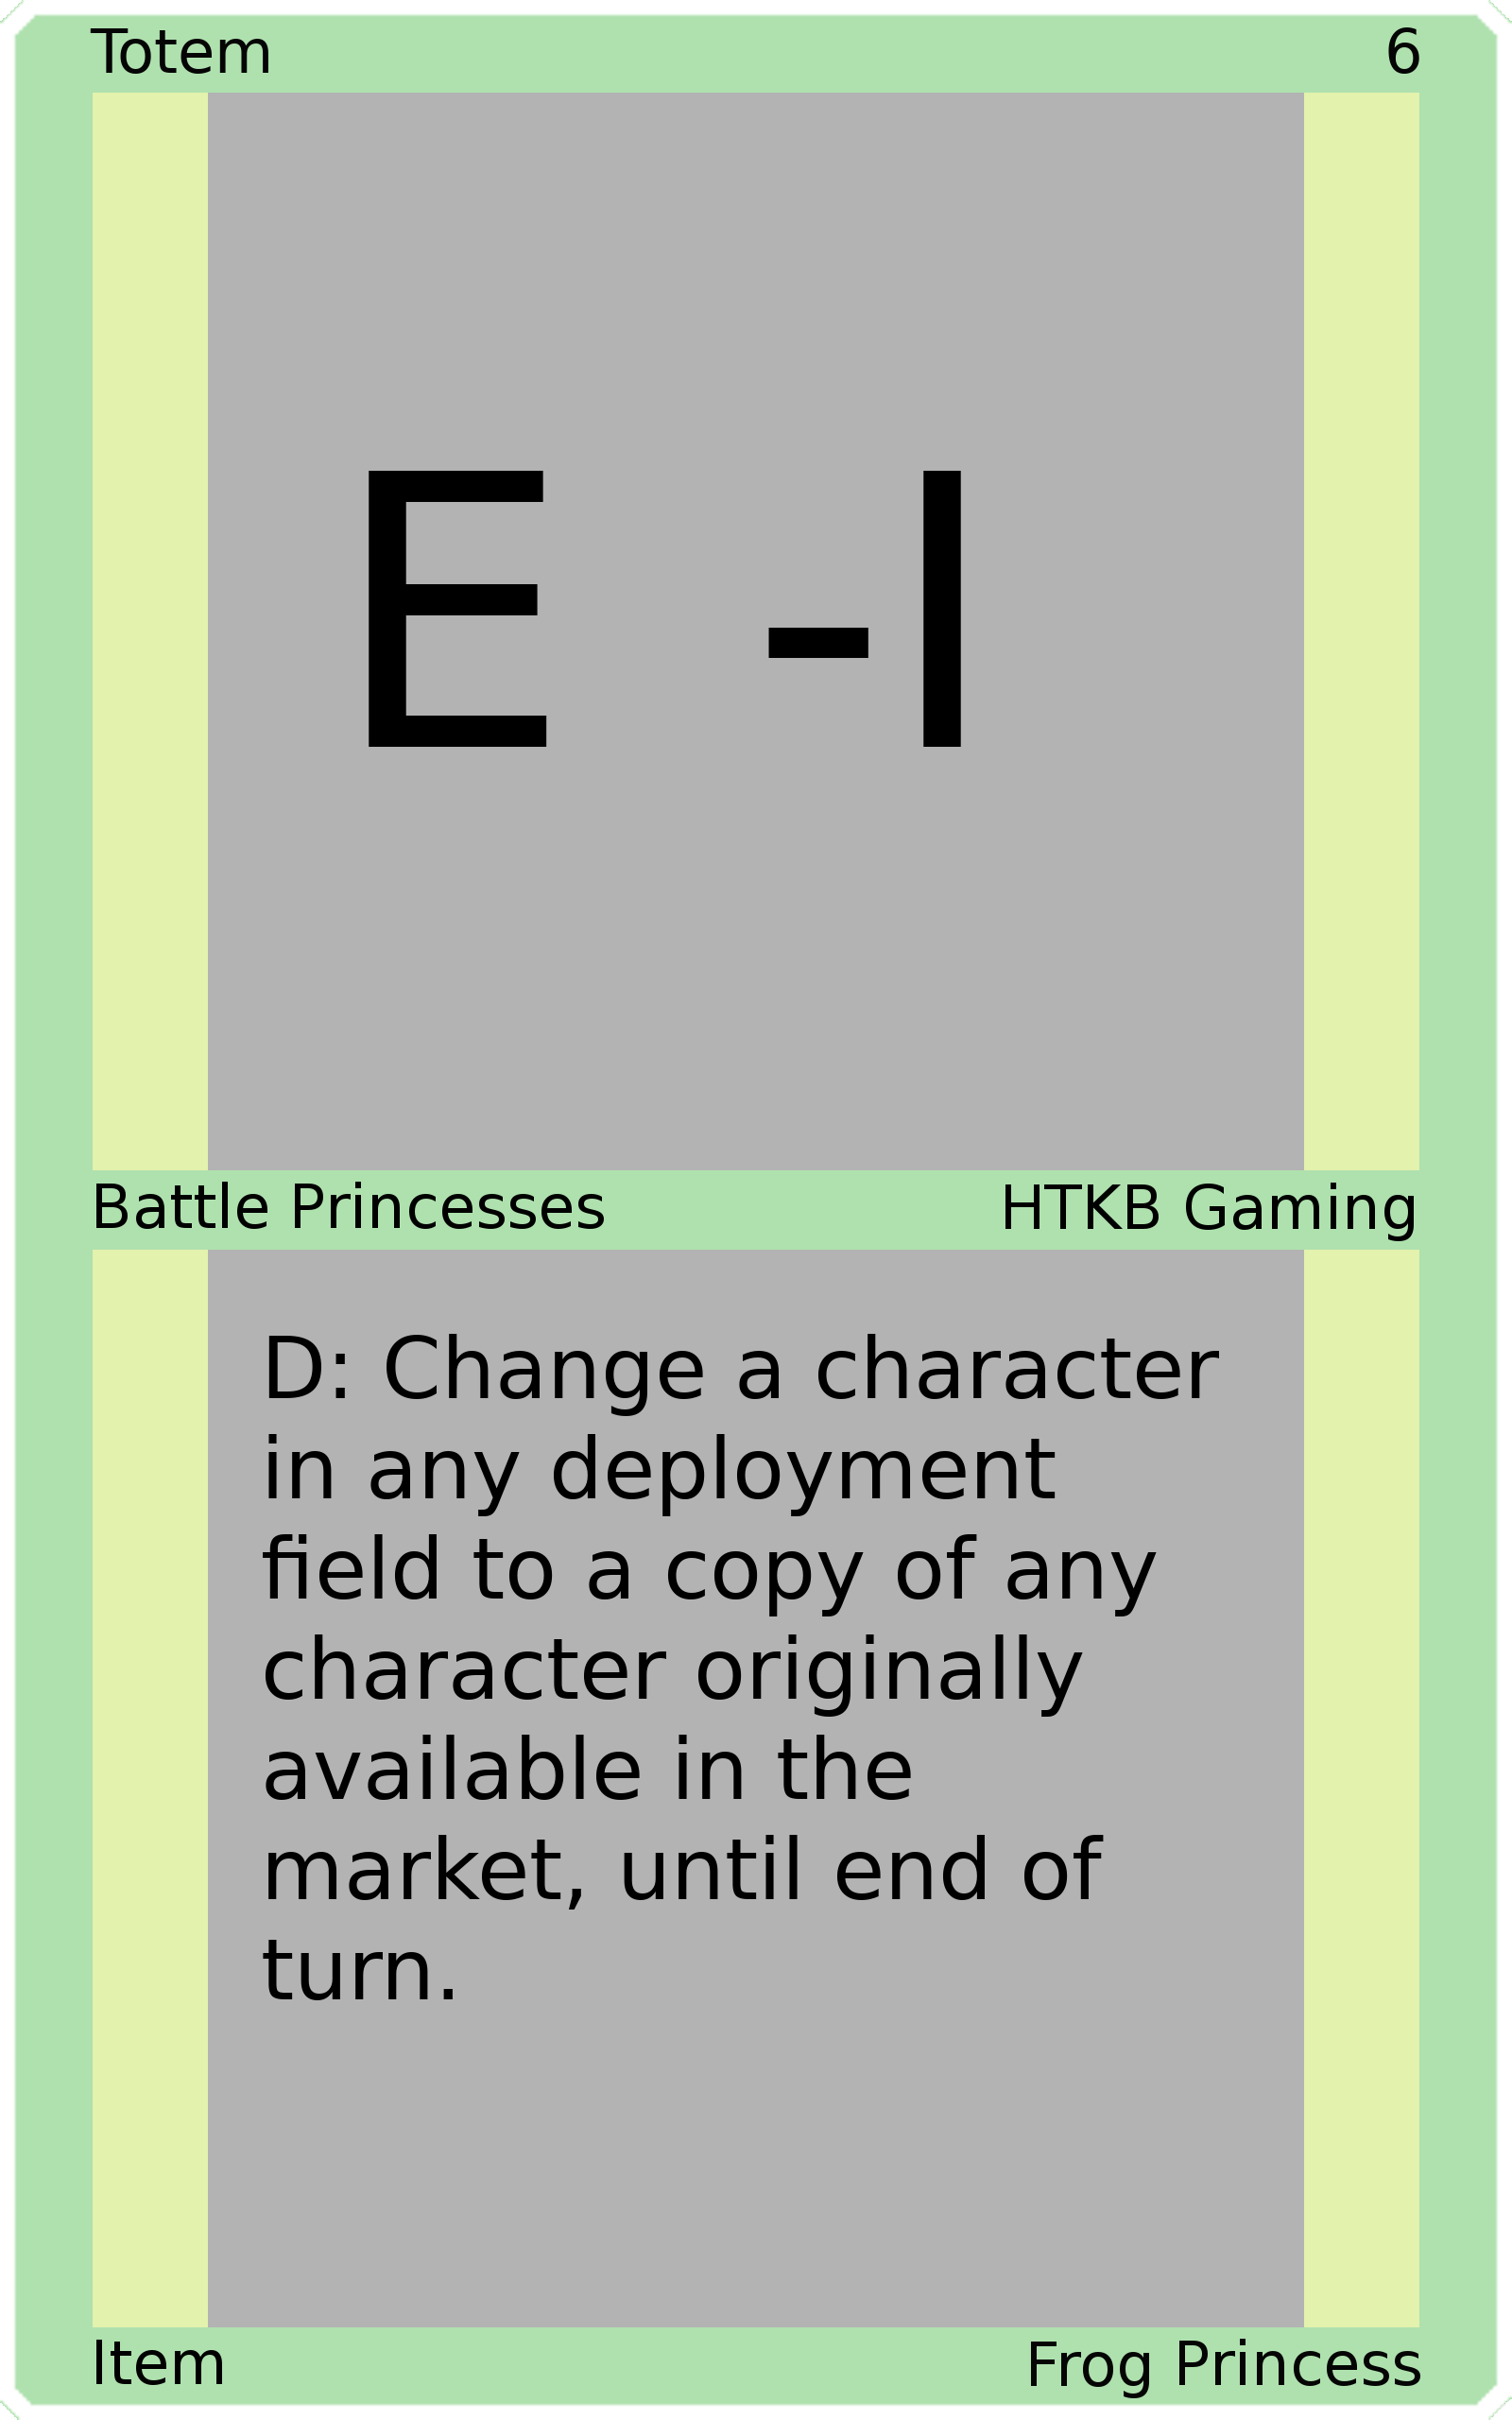 Totem 6
E -I
Battle Princesses HTKB Gaming
D: Change a character
in any deployment
field to a copy of any
character originally
available in the
market, until end of
turn.
Item Frog Princess